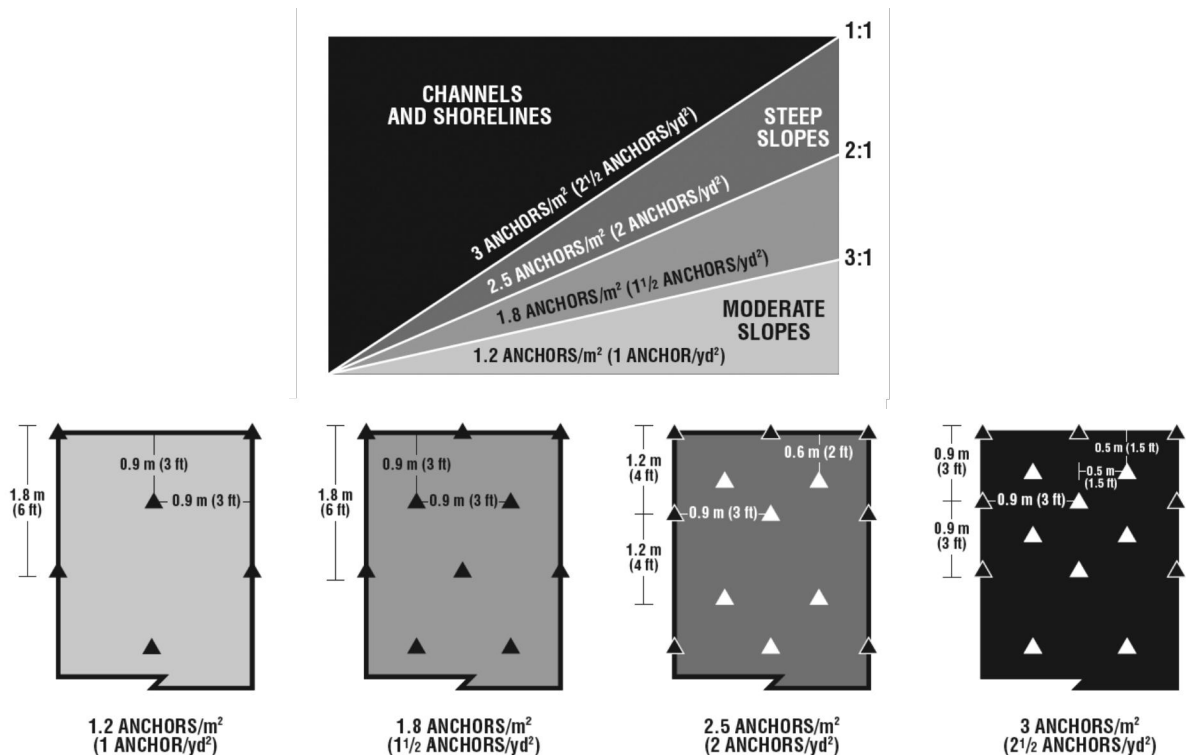 1:1
CHANNELS
AND SHORELINES
STEEP
SLOPES
3 ANCHORS/m² (2¹/₂ ANCHORS/yd²)
2:1
2.5 ANCHORS/m² (2 ANCHORS/yd²)
3:1
1.8 ANCHORS/m² (1¹/₂ ANCHORS/yd²)
MODERATE
SLOPES
1.2 ANCHORS/m² (1 ANCHOR/yd²)
1.8 m
(6 ft)
0.9 m (3 ft)
0.9 m (3 ft)
1.2 ANCHORS/m²
(1 ANCHOR/yd²)
1.8 m
(6 ft)
0.9 m (3 ft)
0.9 m (3 ft)
1.8 ANCHORS/m²
(1¹/₂ ANCHORS/yd²)
1.2 m
(4 ft)
0.6 m (2 ft)
0.9 m (3 ft)
1.2 m
(4 ft)
2.5 ANCHORS/m²
(2 ANCHORS/yd²)
0.9 m
(3 ft)
0.5 m (1.5 ft)
0.5 m
(1.5 ft)
0.9 m (3 ft)
0.9 m
(3 ft)
3 ANCHORS/m²
(2¹/₂ ANCHORS/yd²)